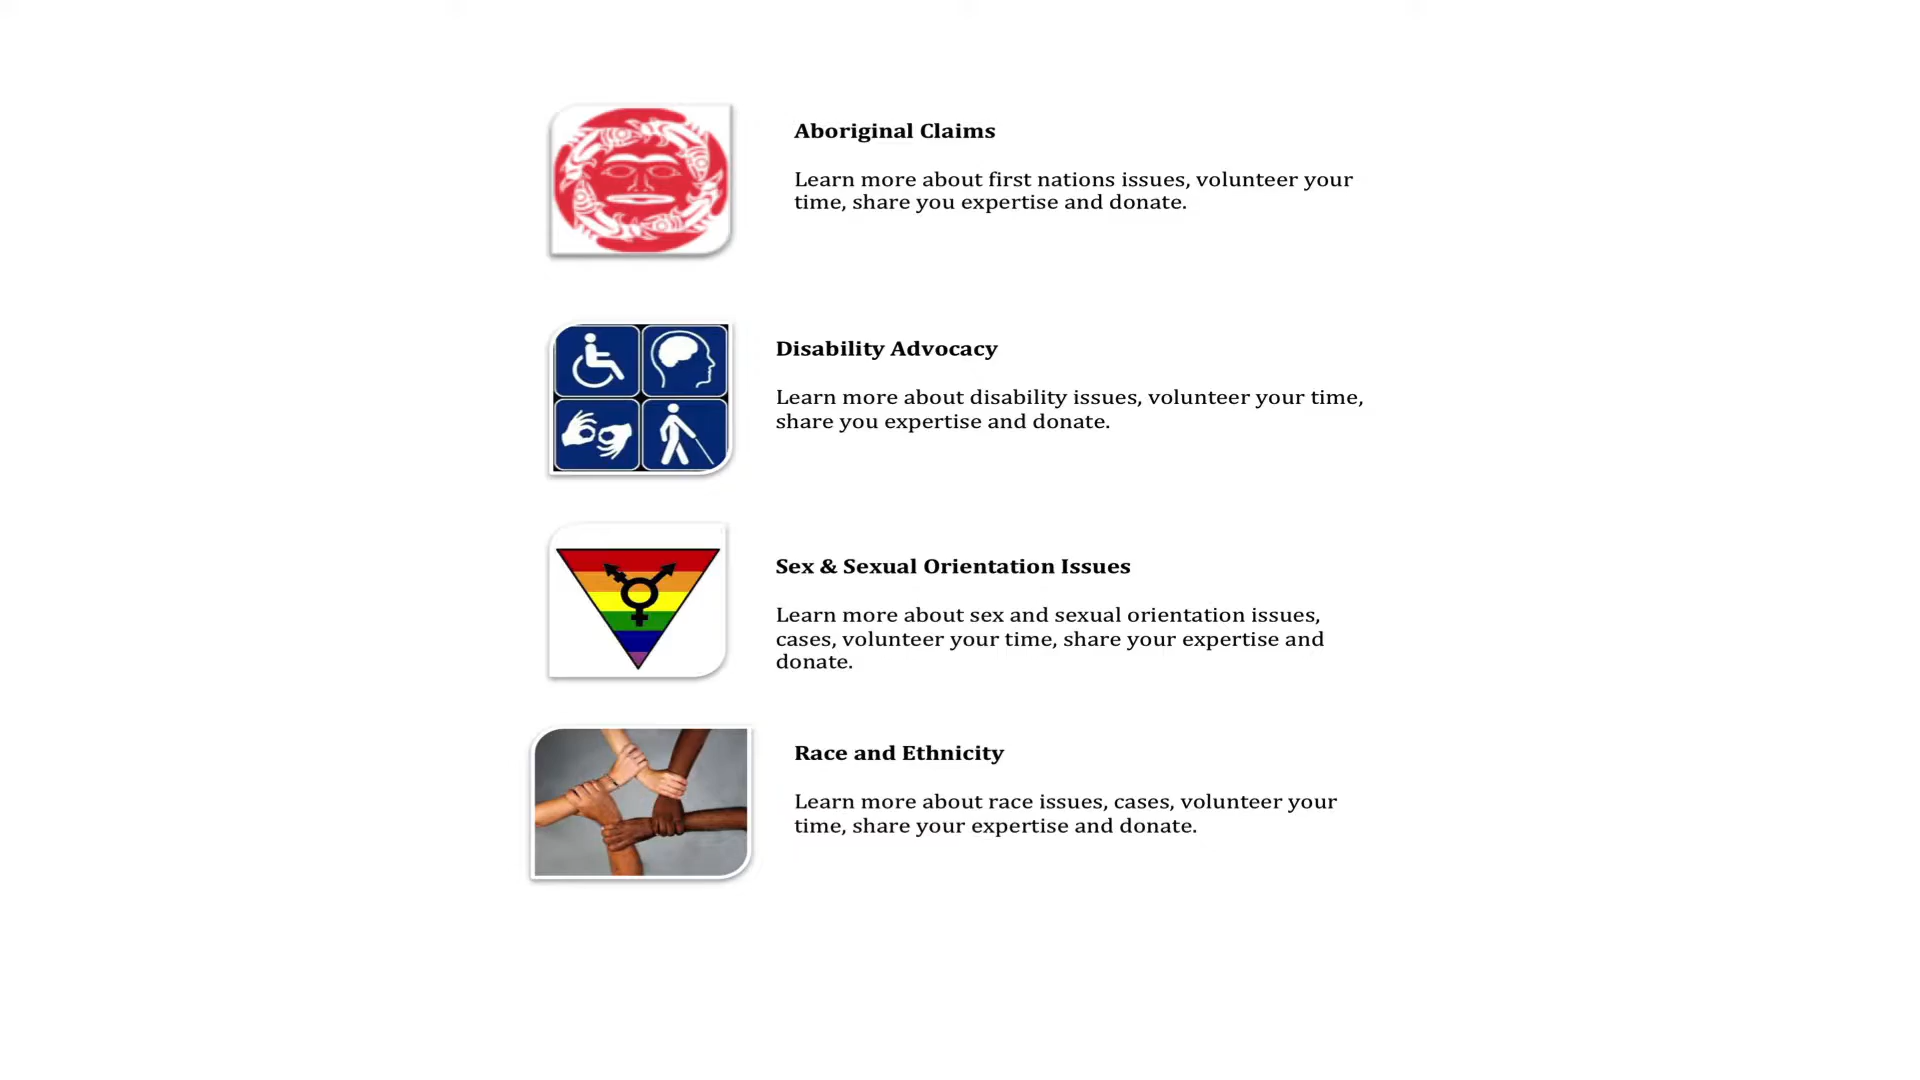 Aboriginal Claims
Learn more about first nations issues, volunteer your
time, share you expertise and donate.
Disability Advocacy
Learn more about disability issues, volunteer your time,
share you expertise and donate.
Sex & Sexual Orientation Issues
Learn more about sex and sexual orientation issues,
cases, volunteer your time, share your expertise and
donate.
Race and Ethnicity
Learn more about race issues, cases, volunteer your
time, share your expertise and donate.